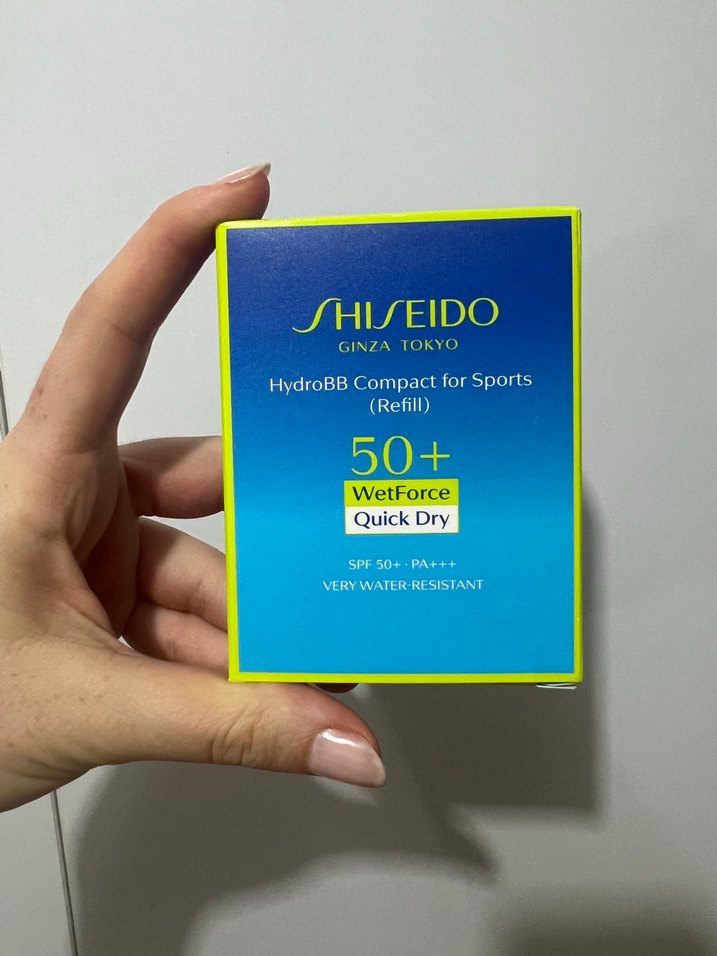 SHISEIDO
GINZA TOKYO
HydroBB Compact for Sports
(Refill)
50+
WetForce
Quick Dry
SPF 50+ · PA+++
VERY WATER-RESISTANT